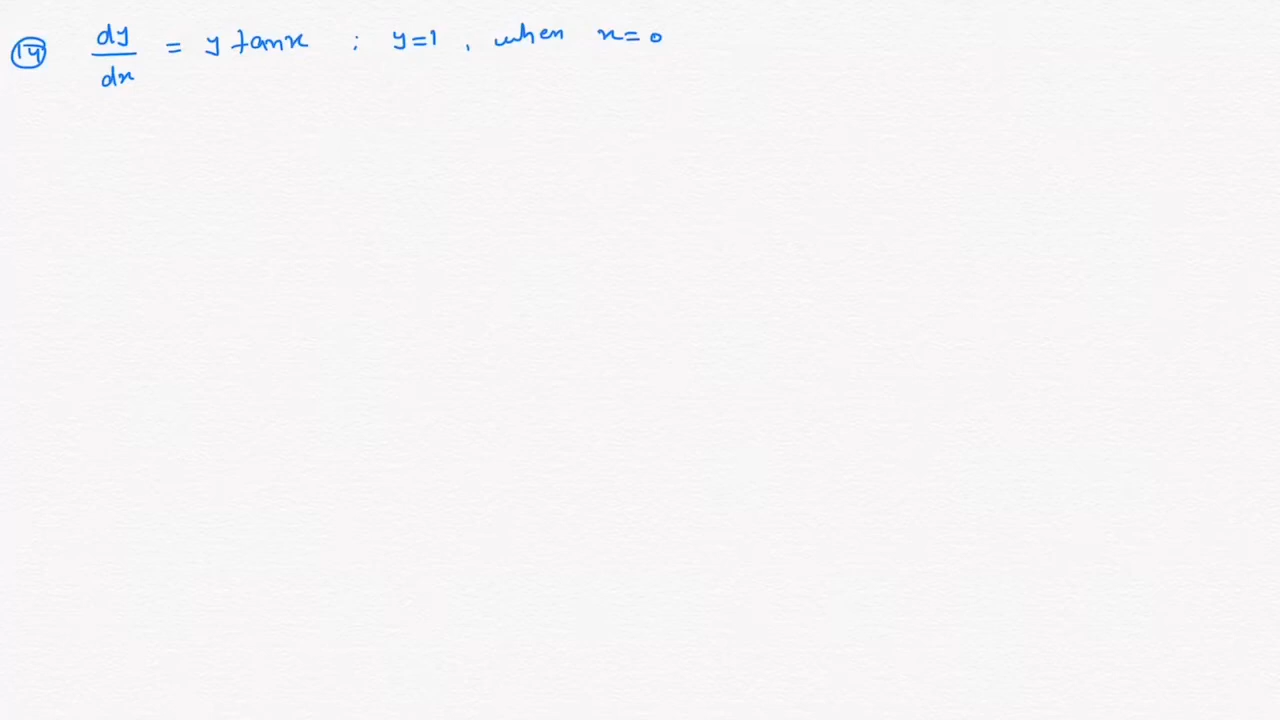 (14) dy/dx = y tanx ; y=1 , when x=0